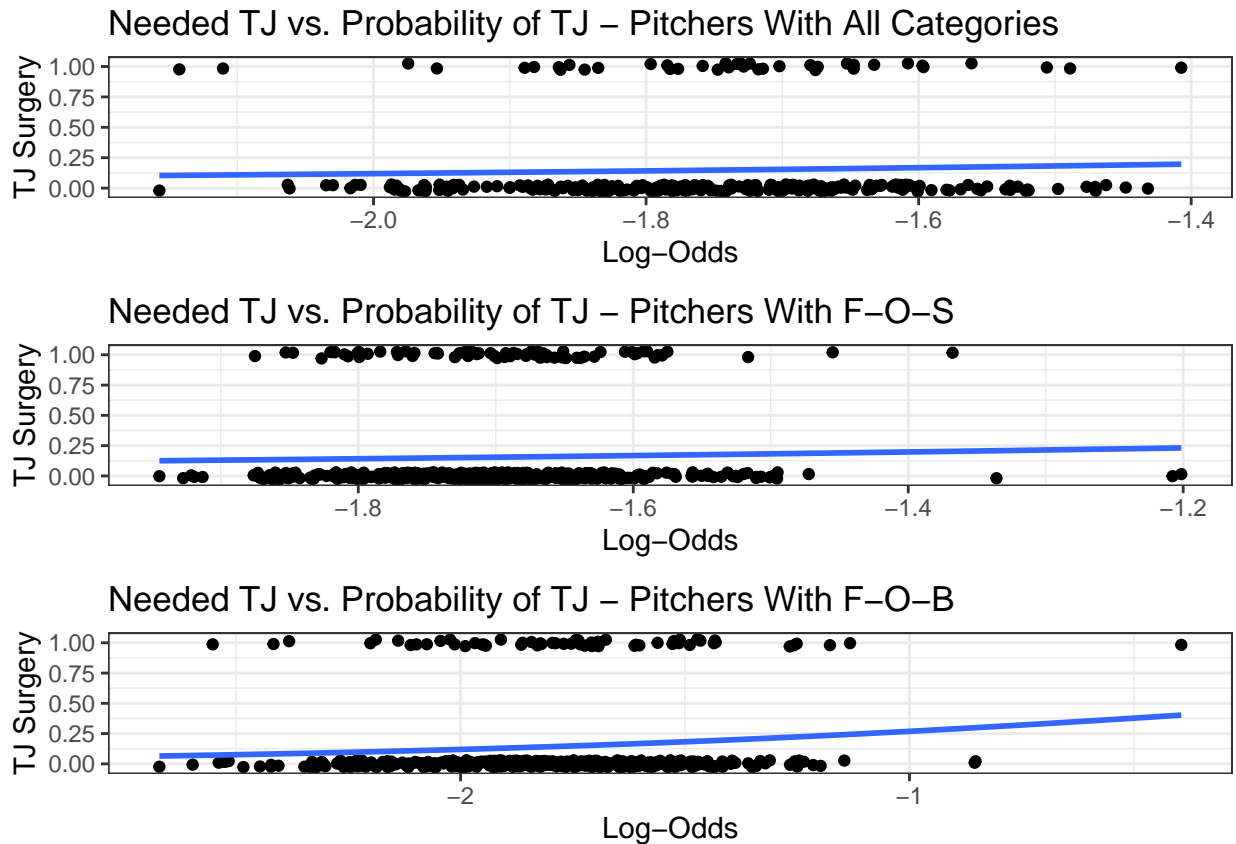 Needed TJ vs. Probability of TJ − Pitchers With All Categories
TJ Surgery
1.00
0.75
0.50
0.25
0.00
−2.0 −1.8 −1.6 −1.4
Log−Odds
Needed TJ vs. Probability of TJ − Pitchers With F−O−S
TJ Surgery
1.00
0.75
0.50
0.25
0.00
−1.8 −1.6 −1.4 −1.2
Log−Odds
Needed TJ vs. Probability of TJ − Pitchers With F−O−B
TJ Surgery
1.00
0.75
0.50
0.25
0.00
−2 −1
Log−Odds